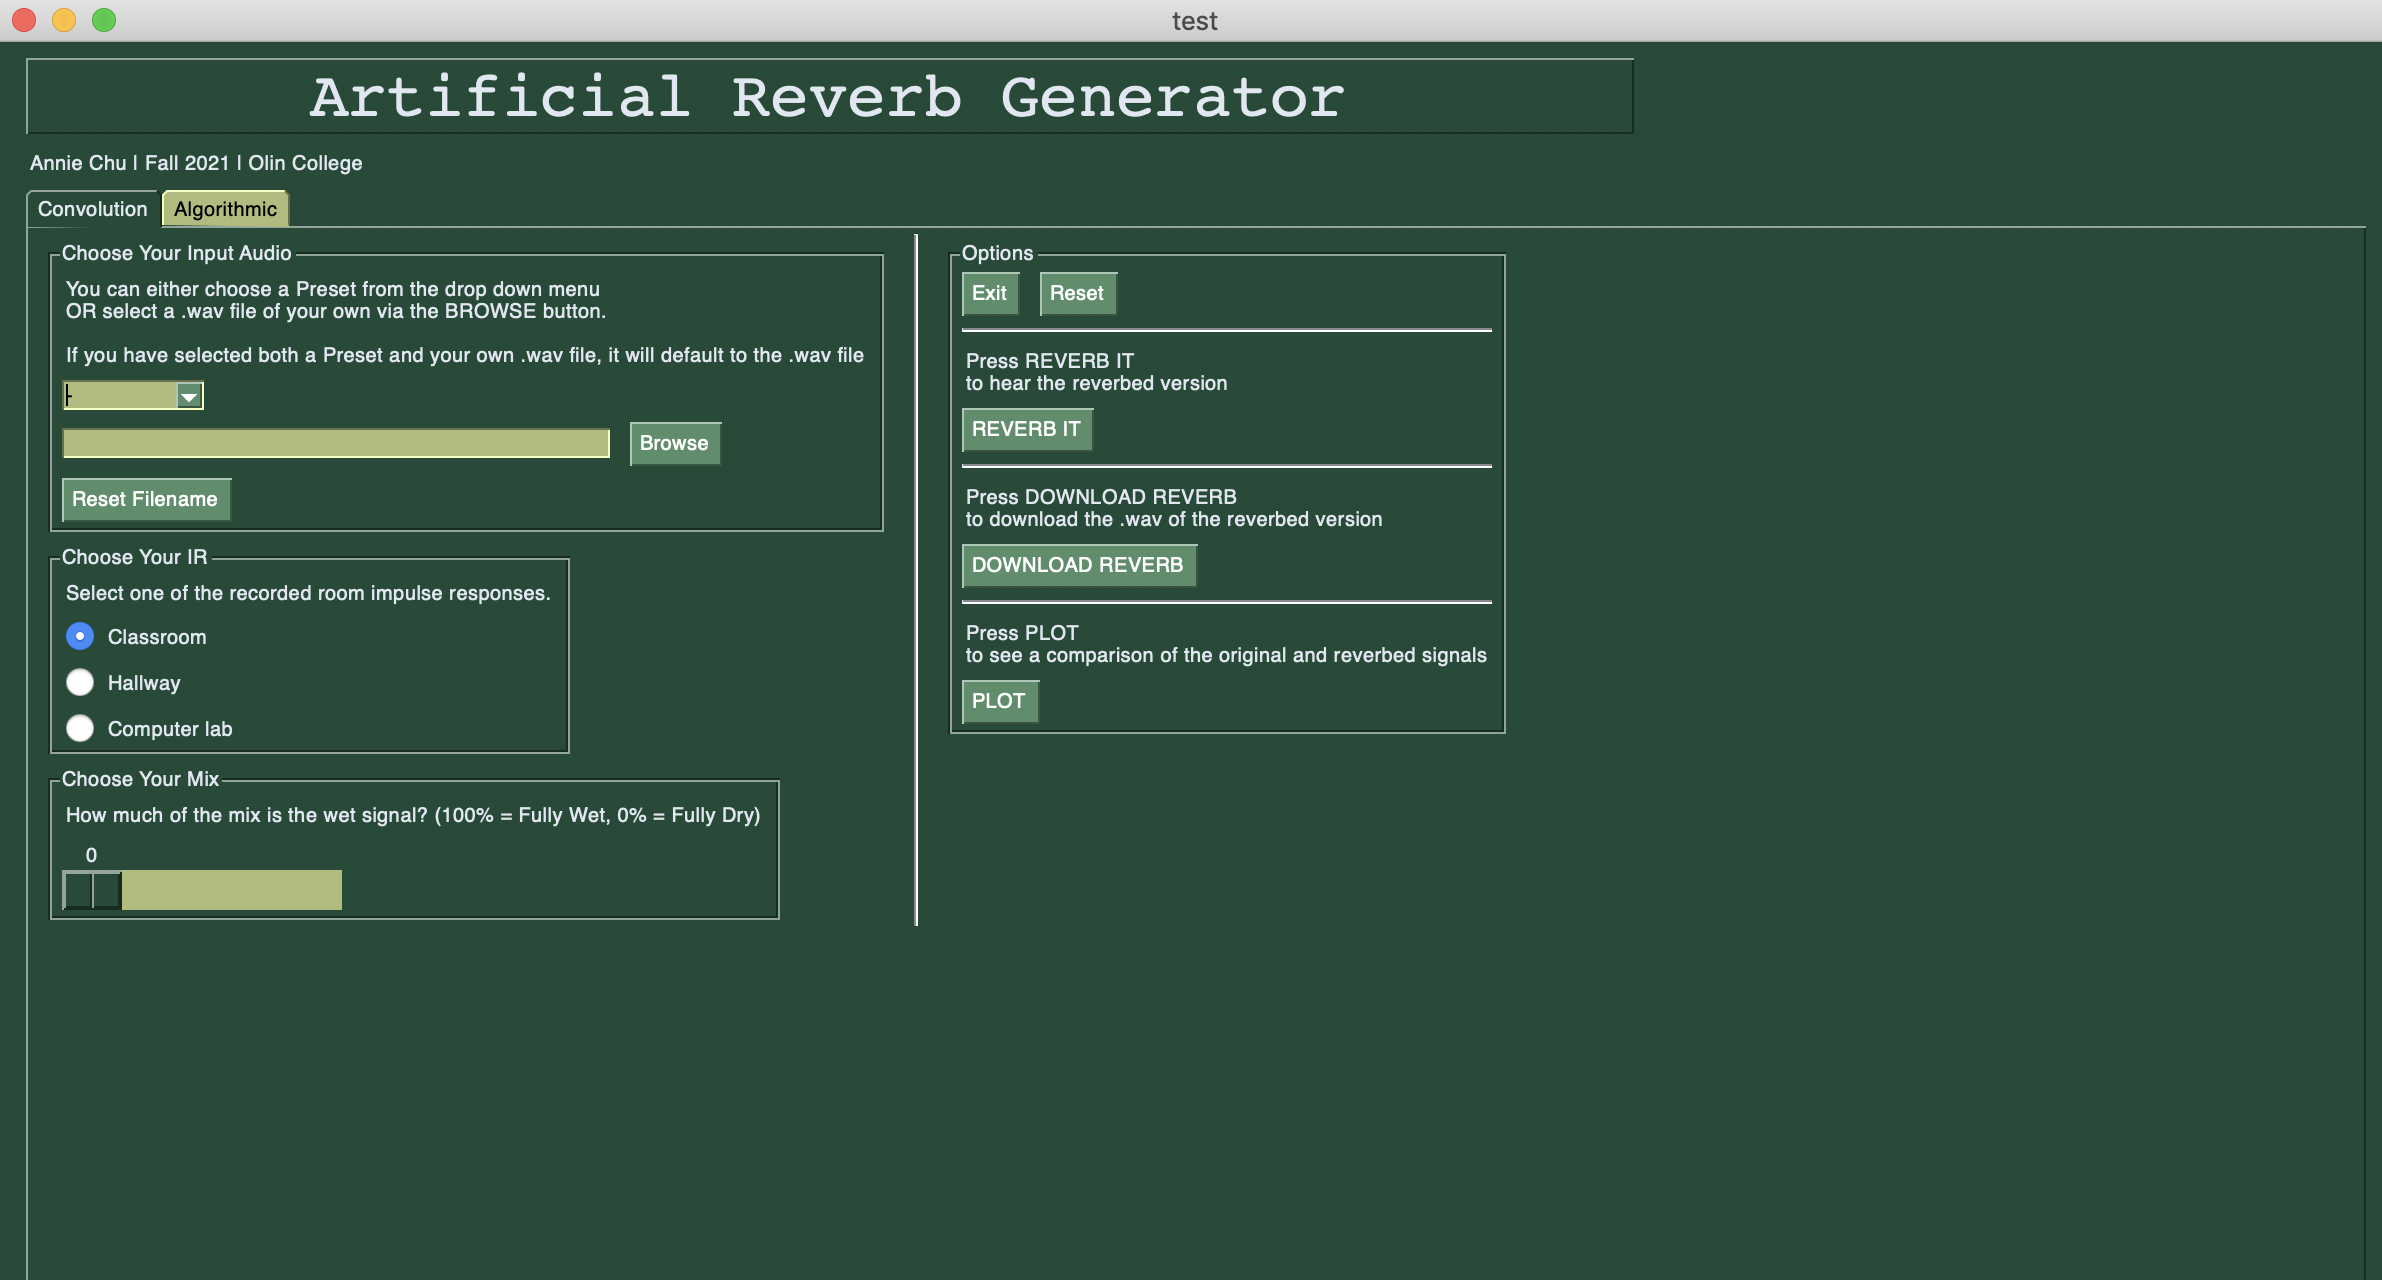 test
Artificial Reverb Generator
Annie Chu | Fall 2021 | Olin College
Convolution Algorithmic
Choose Your Input Audio
You can either choose a Preset from the drop down menu
OR select a .wav file of your own via the BROWSE button.
If you have selected both a Preset and your own .wav file, it will default to the .wav file
-
Browse
Reset Filename
Choose Your IR
Select one of the recorded room impulse responses.
Classroom
Hallway
Computer lab
Choose Your Mix
How much of the mix is the wet signal? (100% = Fully Wet, 0% = Fully Dry)
0
Options
Exit Reset
Press REVERB IT
to hear the reverbed version
REVERB IT
Press DOWNLOAD REVERB
to download the .wav of the reverbed version
DOWNLOAD REVERB
Press PLOT
to see a comparison of the original and reverbed signals
PLOT